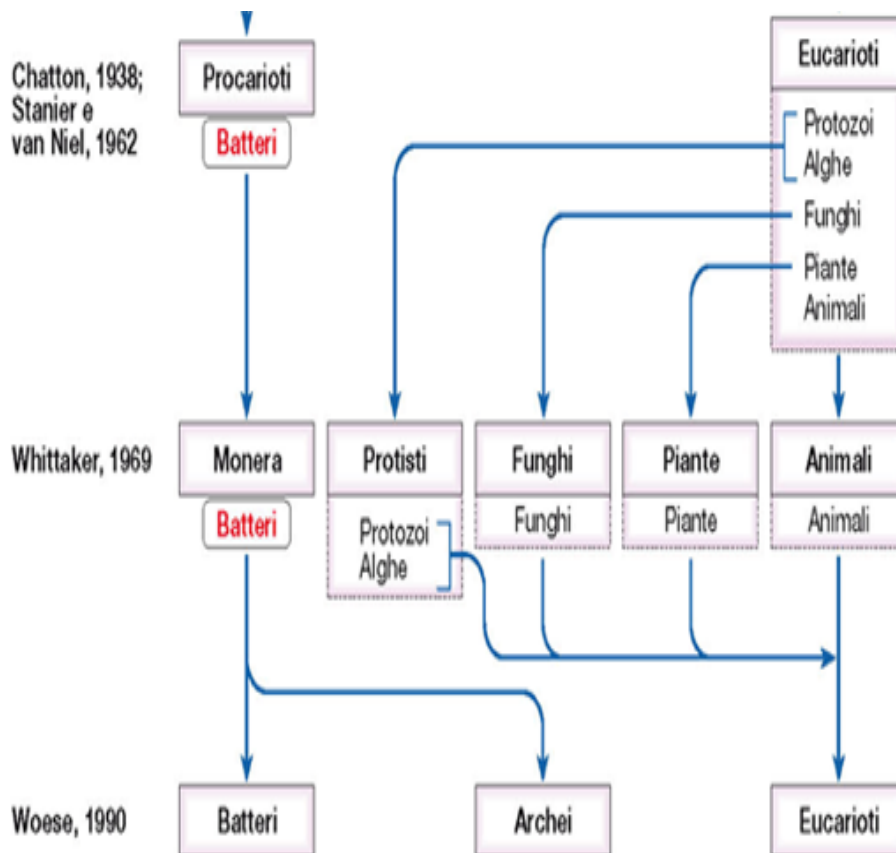 Chatton, 1938;
Stanier e
van Niel, 1962
Procarioti
Batteri
Eucarioti
Protozoi
Alghe
Funghi
Piante
Animali
Whittaker, 1969
Monera
Batteri
Protisti
Protozoi
Alghe
Funghi
Funghi
Piante
Piante
Animali
Animali
Woese, 1990
Batteri
Archei
Eucarioti